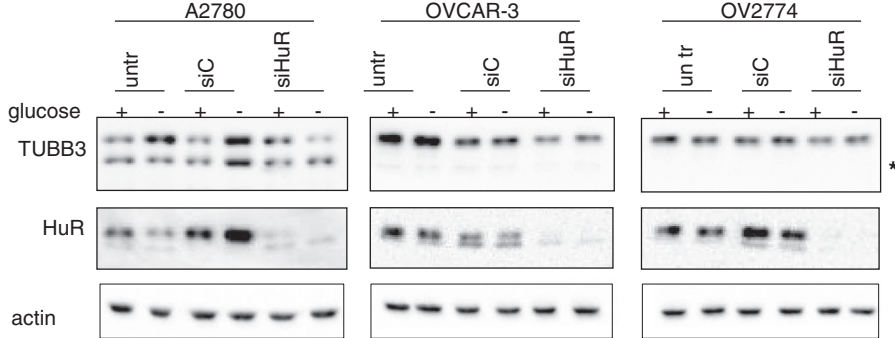 A2780 OVCAR-3 OV2774
untr siC siHuR untr siC siHuR un tr siC siHuR
glucose + - + - + - + - + - + - + - + - + -
TUBB3
*
HuR
actin